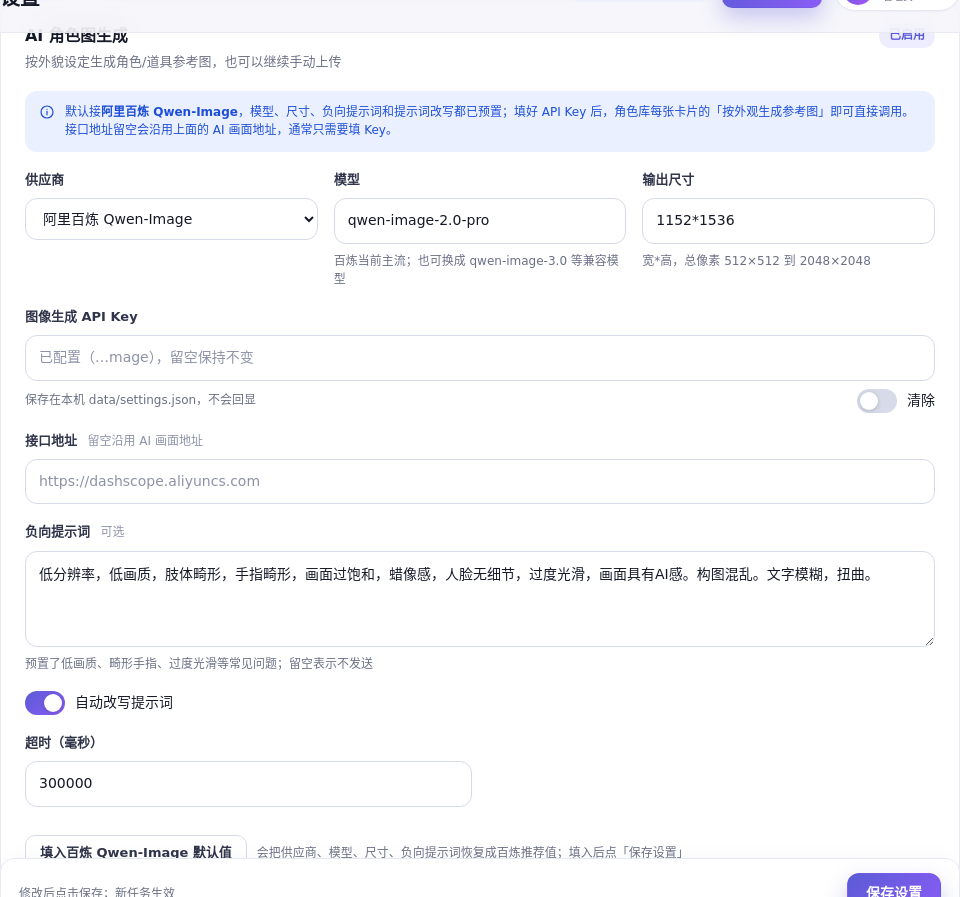 设置
AI 角色图生成
已启用
按外貌设定生成角色/道具参考图，也可以继续手动上传
默认接阿里百炼 Qwen-Image，模型、尺寸、负向提示词和提示词改写都已预置；填好 API Key 后，角色库每张卡片的「按外观生成参考图」即可直接调用。
接口地址留空会沿用上面的 AI 画面地址，通常只需要填 Key。
供应商
模型
输出尺寸
阿里百炼 Qwen-Image
qwen-image-2.0-pro
1152*1536
百炼当前主流；也可换成 qwen-image-3.0 等兼容模
型
宽*高，总像素 512×512 到 2048×2048
图像生成 API Key
已配置（...mage），留空保持不变
保存在本机 data/settings.json，不会回显
清除
接口地址 留空沿用 AI 画面地址
https://dashscope.aliyuncs.com
负向提示词 可选
低分辨率，低画质，肢体畸形，手指畸形，画面过饱和，蜡像感，人脸无细节，过度光滑，画面具有AI感。构图混乱。文字模糊，扭曲。
预置了低画质、畸形手指、过度光滑等常见问题；留空表示不发送
自动改写提示词
超时（毫秒）
300000
填入百炼 Qwen-Image 默认值
会把供应商、模型、尺寸、负向提示词恢复成百炼推荐值；填入后点「保存设置」
修改后点击保存；新任务生效
保存设置